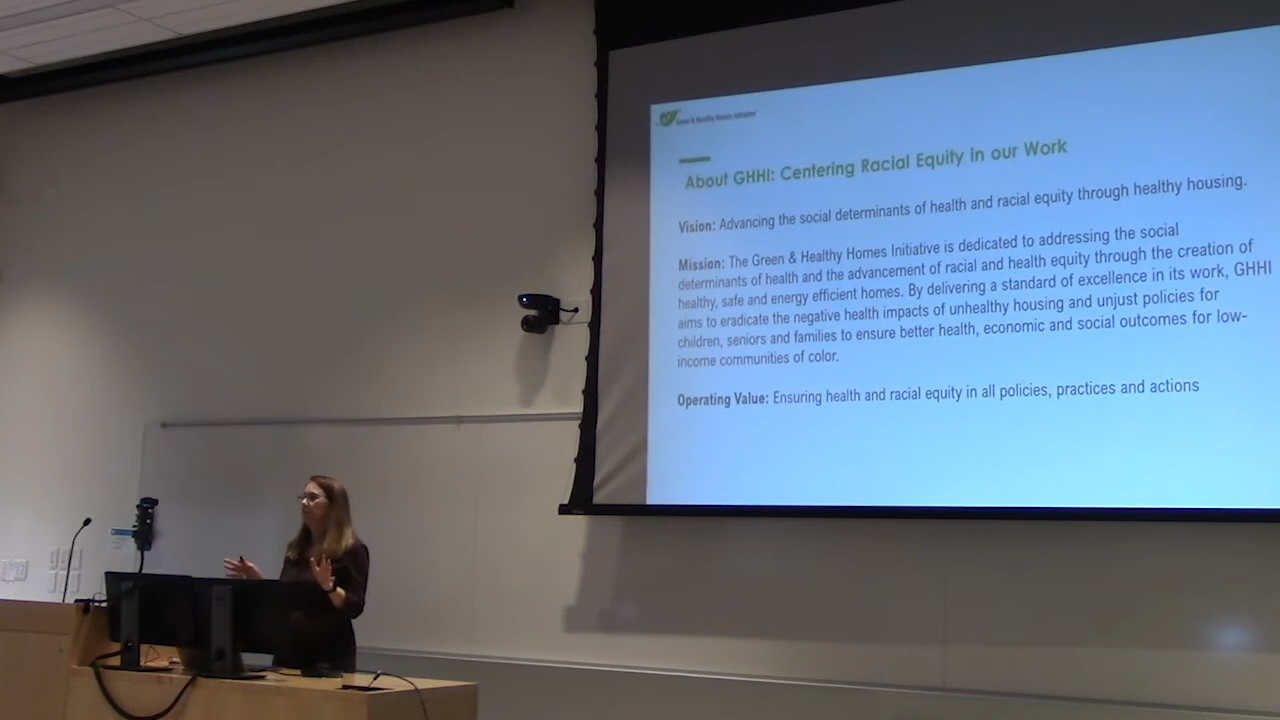 Green & Healthy Homes Initiative
About GHHI: Centering Racial Equity in our Work
Vision: Advancing the social determinants of health and racial equity through healthy housing.
Mission: The Green & Healthy Homes Initiative is dedicated to addressing the social
determinants of health and the advancement of racial and health equity through the creation of
healthy, safe and energy efficient homes. By delivering a standard of excellence in its work, GHHI
aims to eradicate the negative health impacts of unhealthy housing and unjust policies for
children, seniors and families to ensure better health, economic and social outcomes for low-
income communities of color.
Operating Value: Ensuring health and racial equity in all policies, practices and actions